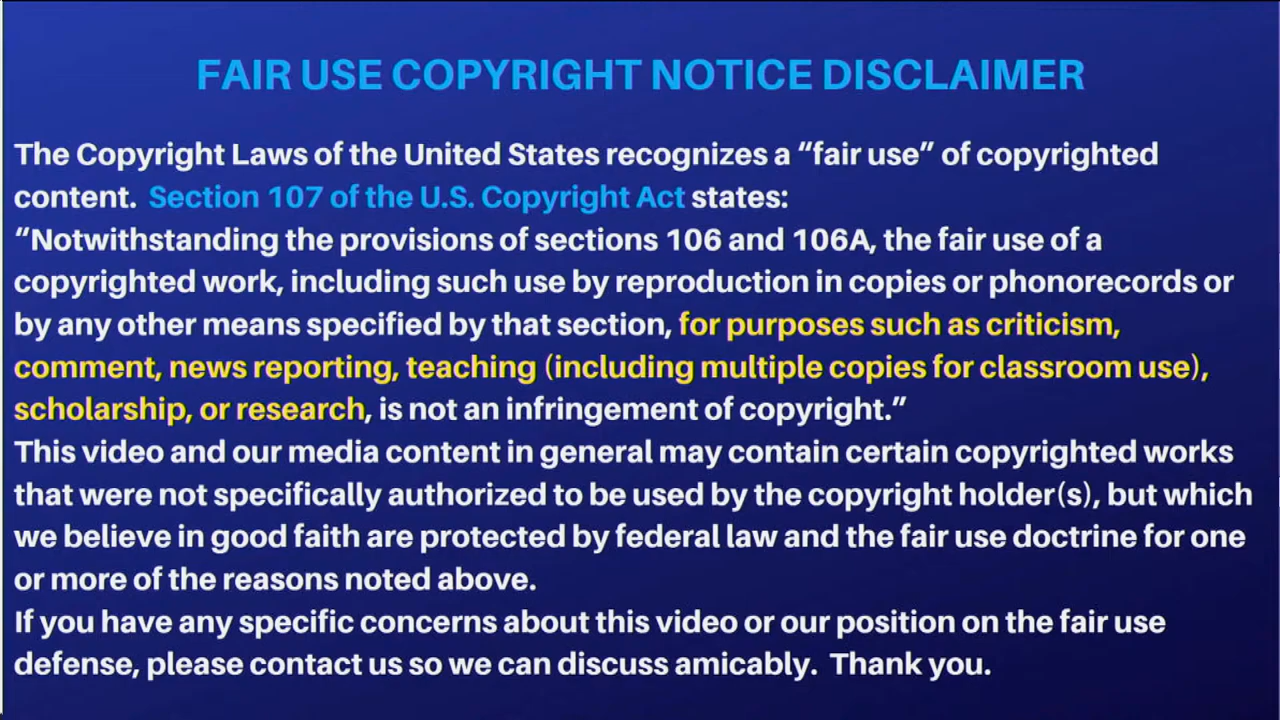 FAIR USE COPYRIGHT NOTICE DISCLAIMER
The Copyright Laws of the United States recognizes a “fair use” of copyrighted
content.  Section 107 of the U.S. Copyright Act states:
“Notwithstanding the provisions of sections 106 and 106A, the fair use of a
copyrighted work, including such use by reproduction in copies or phonorecords or
by any other means specified by that section, for purposes such as criticism,
comment, news reporting, teaching (including multiple copies for classroom use),
scholarship, or research, is not an infringement of copyright.”
This video and our media content in general may contain certain copyrighted works
that were not specifically authorized to be used by the copyright holder(s), but which
we believe in good faith are protected by federal law and the fair use doctrine for one
or more of the reasons noted above.
If you have any specific concerns about this video or our position on the fair use
defense, please contact us so we can discuss amicably.  Thank you.